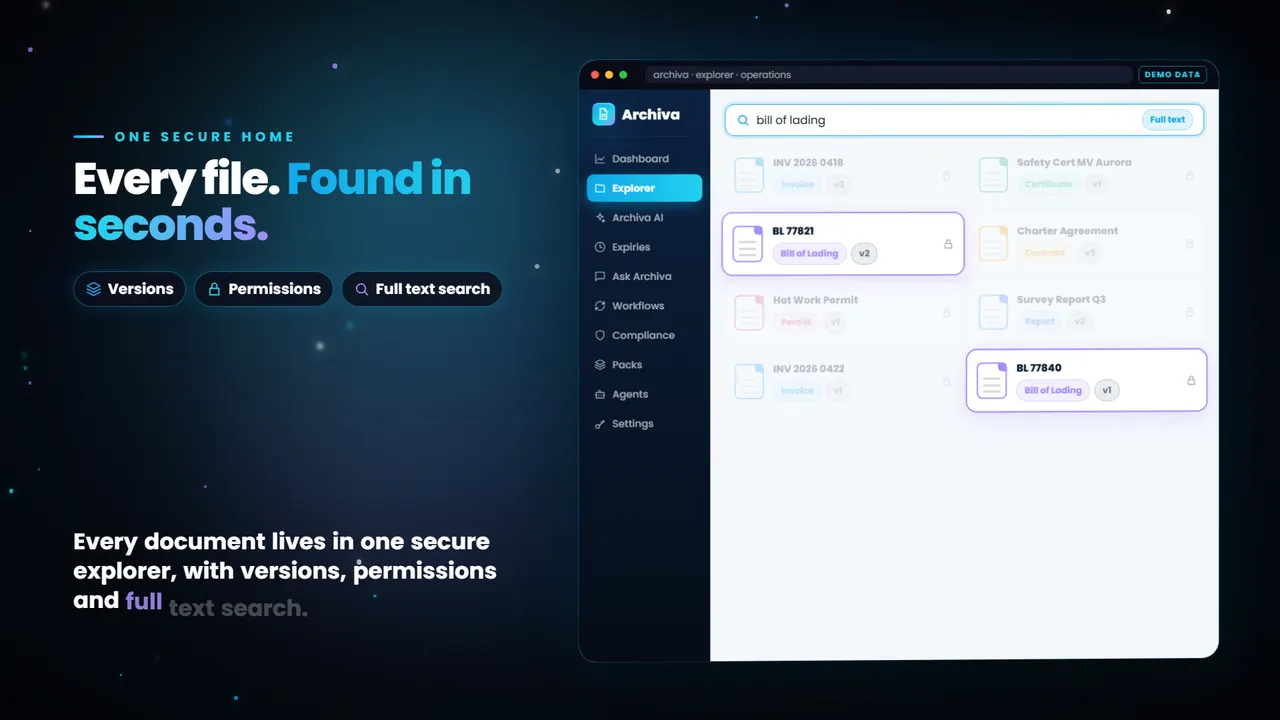 ONE SECURE HOME
Every file. Found in
seconds.
Versions
Permissions
Full text search
Every document lives in one secure
explorer, with versions, permissions
and full text search.
archiva · explorer · operations
DEMO DATA
Archiva
Dashboard
Explorer
Archiva AI
Expiries
Ask Archiva
Workflows
Compliance
Packs
Agents
Settings
bill of lading
Full text
INV 2026 0418
Invoice v3
Safety Cert MV Aurora
Certificate v1
BL 77821
Bill of Lading v2
Charter Agreement
Contract v5
Hot Work Permit
Permit v1
Survey Report Q3
Report v3
INV 2026 0422
Invoice v1
BL 77840
Bill of Lading v1